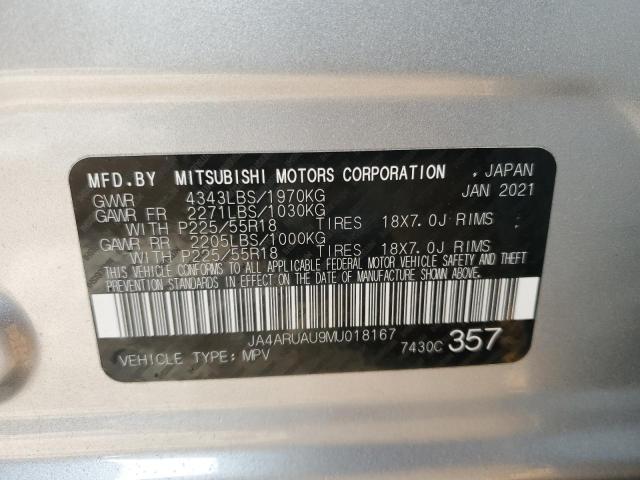 MFD.BY MITSUBISHI MOTORS CORPORATION , JAPAN
GVWR 4343LBS/1970KG JAN 2021
GAWR FR 2271LBS/1030KG
WITH P225/55R18 TIRES 18X7.0J RIMS
GAWR RR 2205LBS/1000KG
WITH P225/55R18 TIRES 18X7.0J RIMS
THIS VEHICLE CONFORMS TO ALL APPLICABLE FEDERAL MOTOR VEHICLE SAFETY AND THEFT
PREVENTION STANDARDS IN EFFECT ON THE DATE OF MANUFACTURE SHOWN ABOVE.
JA4ARUAU9MU018167
VEHICLE TYPE: MPV 7430C 357